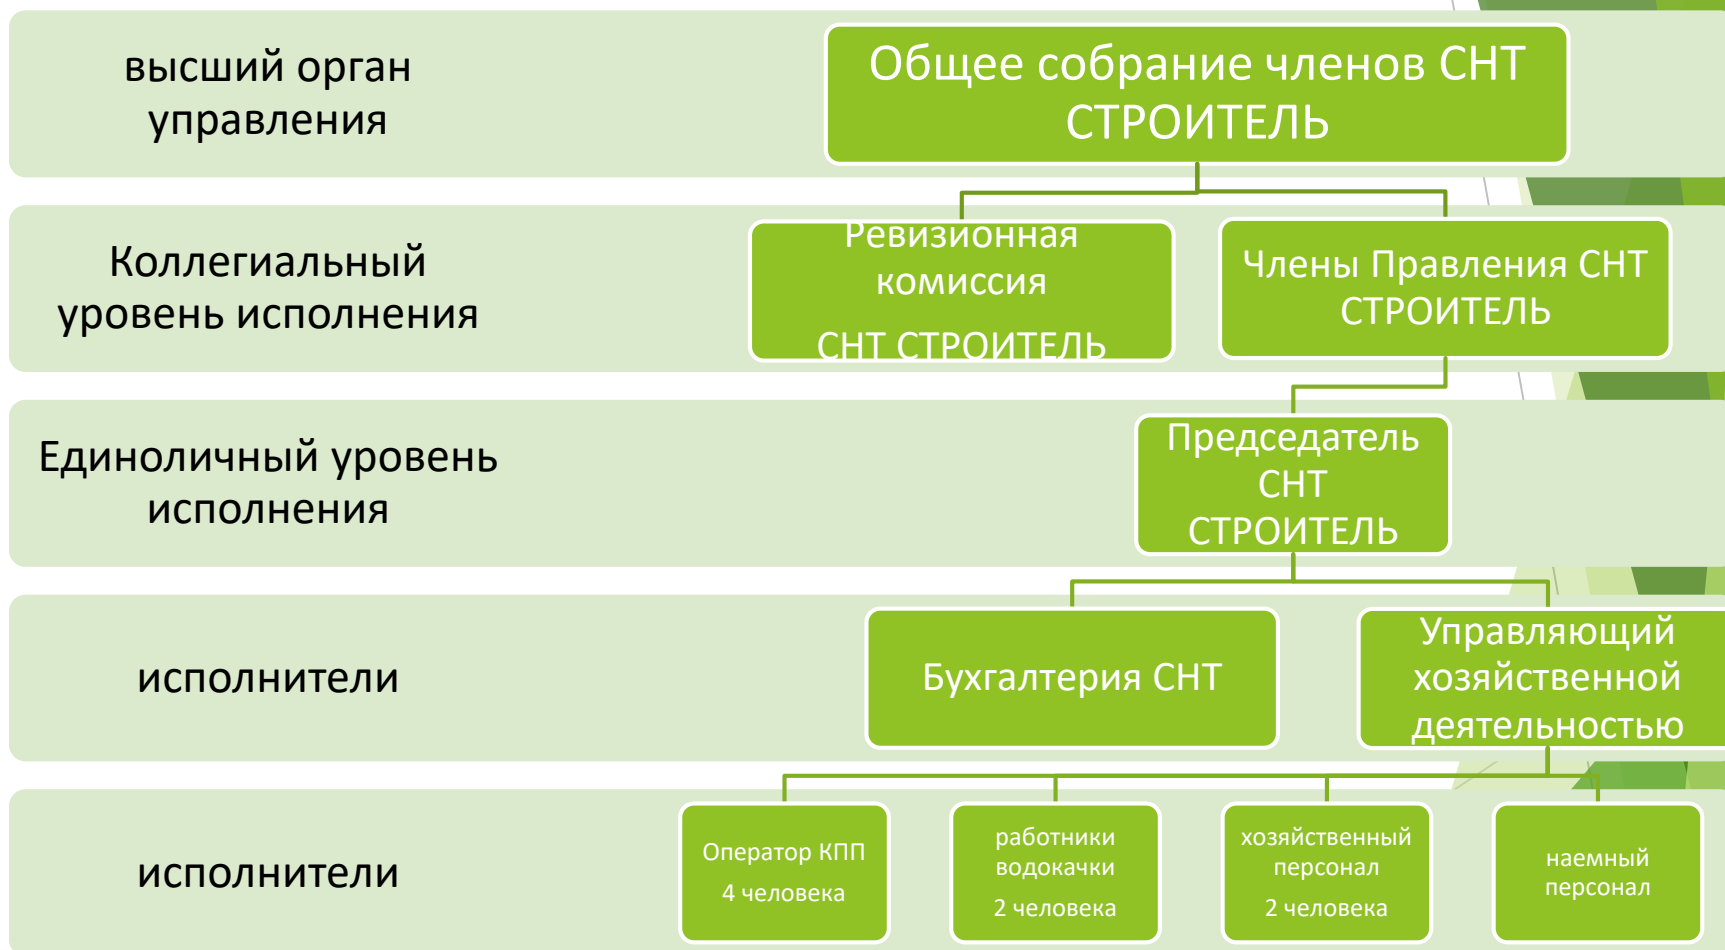 высший орган
управления
Общее собрание членов СНТ
СТРОИТЕЛЬ
Коллегиальный
уровень исполнения
Ревизионная
комиссия
СНТ СТРОИТЕЛЬ
Члены Правления СНТ
СТРОИТЕЛЬ
Единоличный уровень
исполнения
Председатель
СНТ
СТРОИТЕЛЬ
исполнители
Бухгалтерия СНТ
Управляющий
хозяйственной
деятельностью
исполнители
Оператор КПП
4 человека
работники
водокачки
2 человека
хозяйственный
персонал
2 человека
наемный
персонал